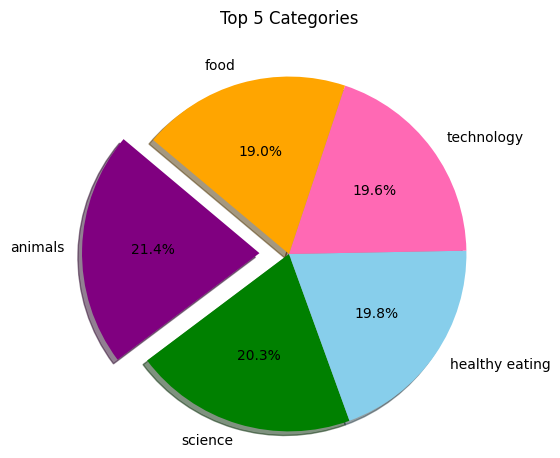 Top 5 Categories
food
technology
19.0%
19.6%
animals
21.4%
19.8%
20.3%
healthy eating
science